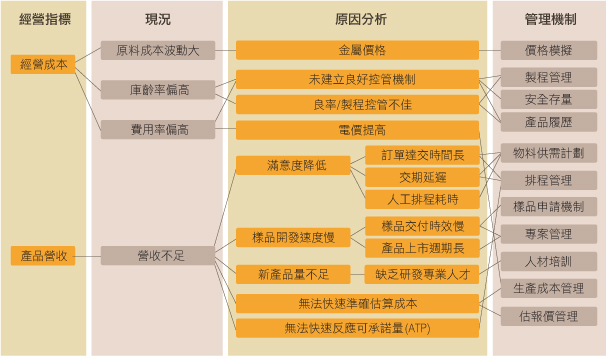 經營指標
現況
原因分析
管理機制
經營成本
原料成本波動大
金屬價格
價格模擬
庫齡率偏高
未建立良好控管機制
製程管理
良率/製程控管不佳
安全存量
費用率偏高
電價提高
產品履歷
滿意度降低
訂單達交時間長
物料供需計劃
交期延遲
排程管理
人工排程耗時
樣品申請機制
產品營收
營收不足
樣品開發速度慢
樣品交付時效慢
專案管理
產品上市週期長
新產品量不足
缺乏研發專業人才
人材培訓
生產成本管理
無法快速準確估算成本
估報價管理
無法快速反應可承諾量(ATP)